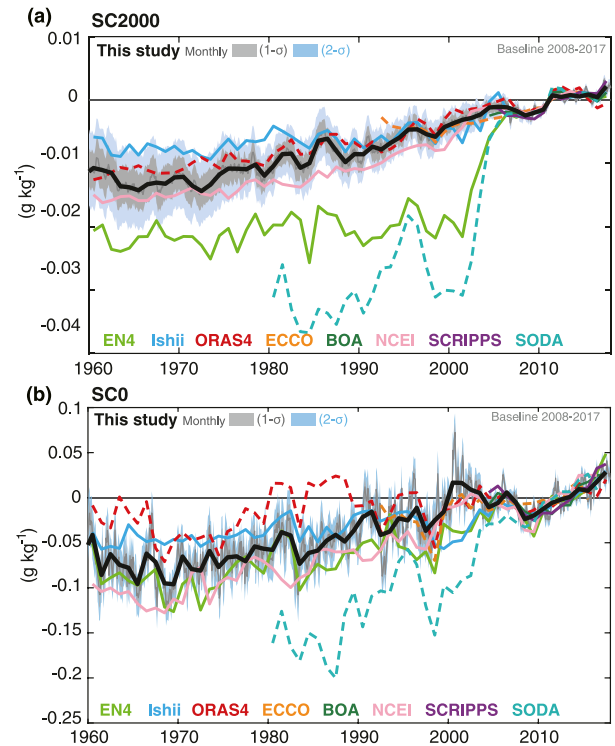 (a) SC2000
0.01
This study Monthly (1-σ) (2-σ) Baseline 2008-2017
0
-0.01
(g kg⁻¹)
-0.02
-0.03
-0.04
EN4 Ishii ORAS4 ECCO BOA NCEI SCRIPPS SODA
1960 1970 1980 1990 2000 2010
(b) SC0
0.1
This study Monthly (1-σ) (2-σ) Baseline 2008-2017
0.05
0
-0.05
(g kg⁻¹)
-0.1
-0.15
-0.2
EN4 Ishii ORAS4 ECCO BOA NCEI SCRIPPS SODA
-0.25
1960 1970 1980 1990 2000 2010